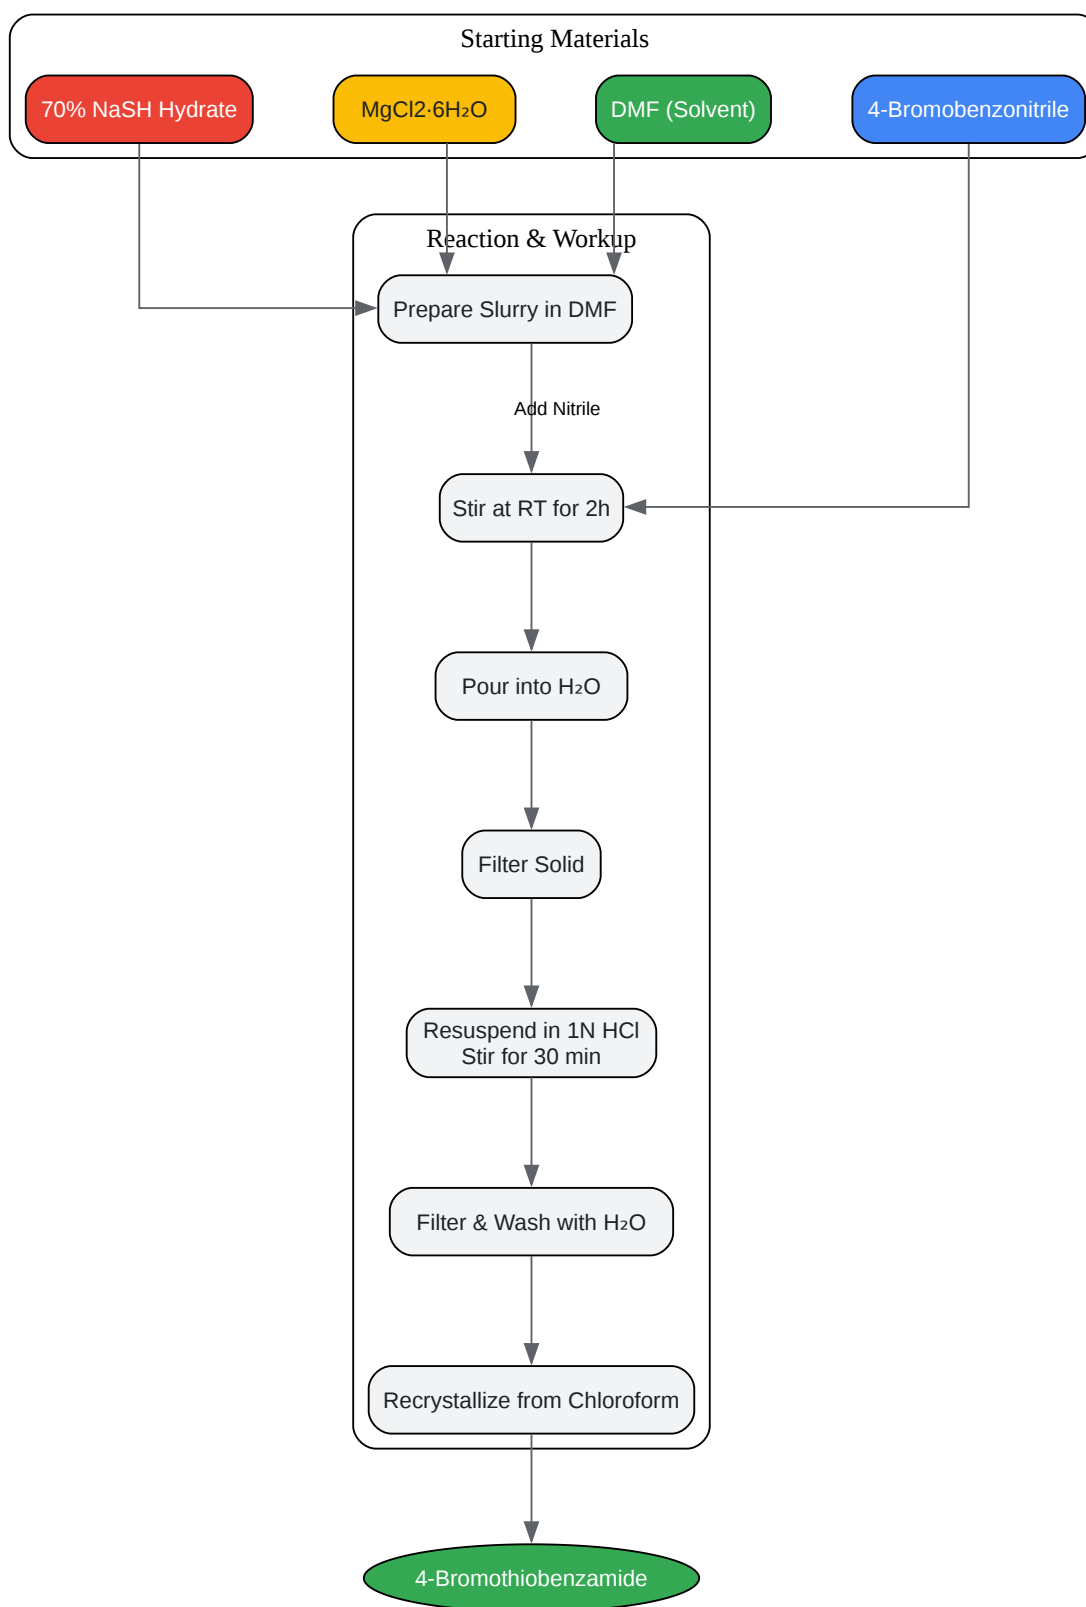 Starting Materials
70% NaSH Hydrate
MgCl2·6H₂O
DMF (Solvent)
4-Bromobenzonitrile
Reaction & Workup
Prepare Slurry in DMF
Add Nitrile
Stir at RT for 2h
Pour into H₂O
Filter Solid
Resuspend in 1N HCl
Stir for 30 min
Filter & Wash with H₂O
Recrystallize from Chloroform
4-Bromothiobenzamide